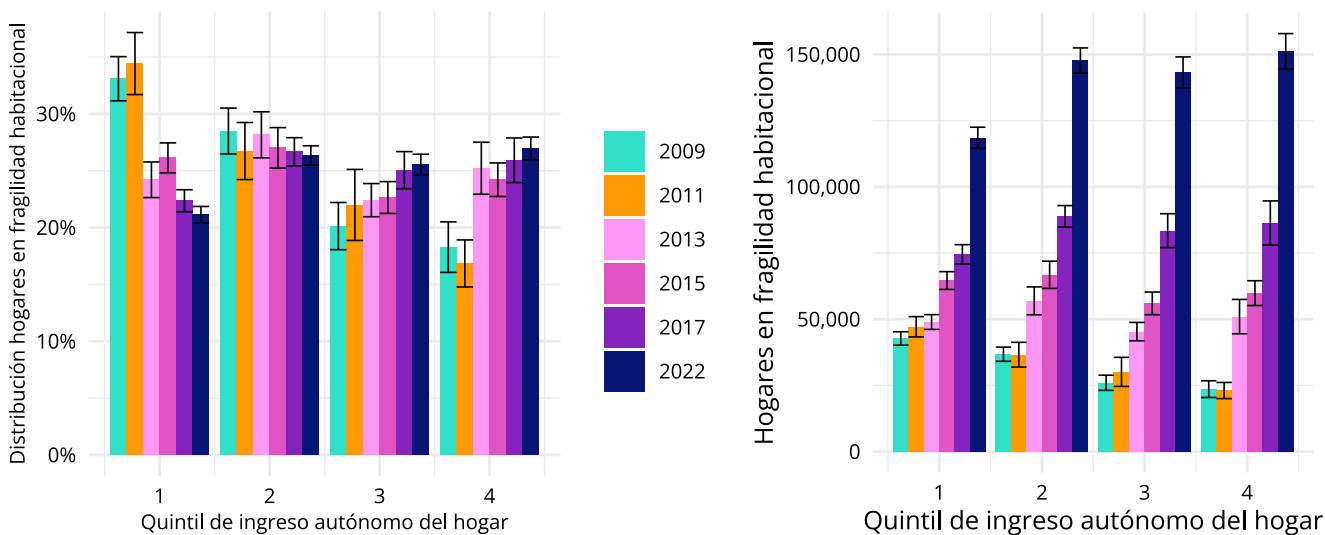 Distribución hogares en fragilidad habitacional
30%
20%
10%
0%
1 2 3 4
Quintil de ingreso autónomo del hogar
2009
2011
2013
2015
2017
2022
Hogares en fragilidad habitacional
150,000
100,000
50,000
0
1 2 3 4
Quintil de ingreso autónomo del hogar